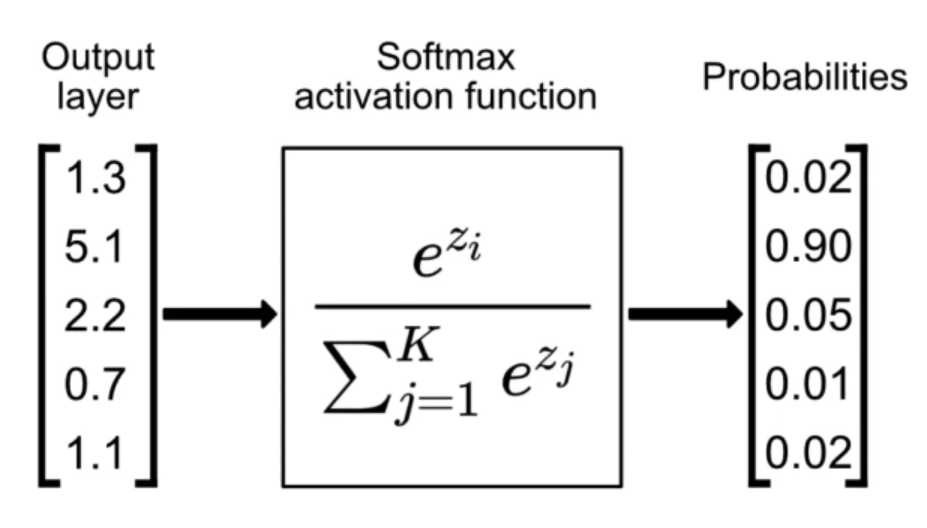 Output
layer
Softmax
activation function
Probabilities
1.3
5.1
2.2
0.7
1.1
e^{z_i}
∑_{j=1}^{K} e^{z_j}
0.02
0.90
0.05
0.01
0.02